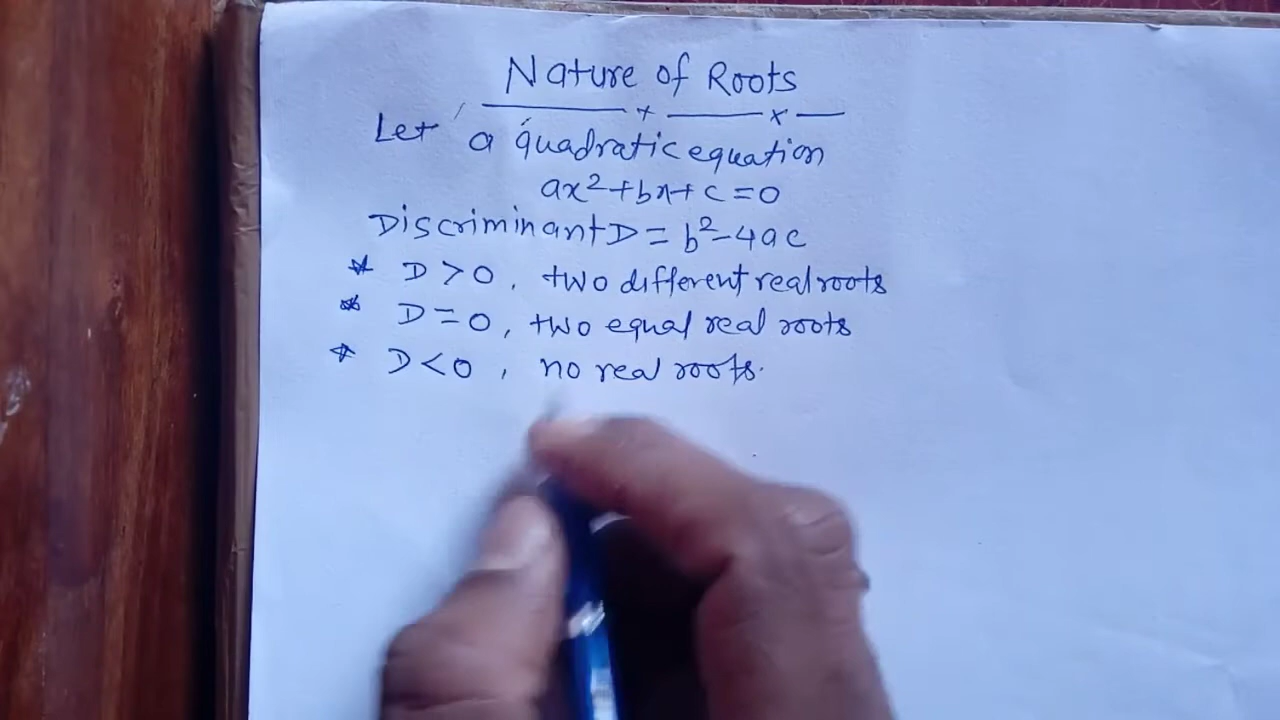 Nature of Roots
Let a quadratic equation
ax²+bx+c=0
Discriminant D=b²-4ac
* D>0, two different real roots
* D=0, two equal real roots
* D<0, no real roots.